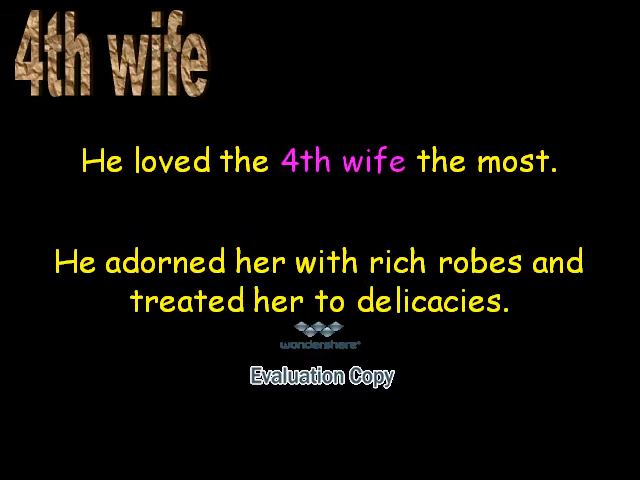 4th wife
He loved the 4th wife the most.
He adorned her with rich robes and
treated her to delicacies.
wondershare
Evaluation Copy